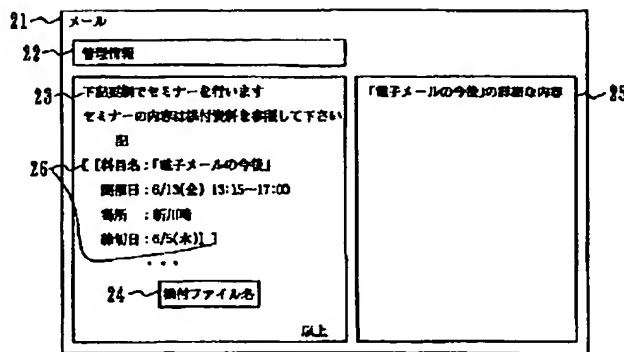 21
メール
22
管理情報
23
下記要領でセミナーを行います
セミナーの内容は添付資料を参照して下さい
記
26
[ [科目名:「電子メールの今後」
開催日:6/13(金) 13:15〜17:00
場所 :新川崎
締切日:6/5(木)] ]
・・・
24
添付ファイル名
以上
「電子メールの今後」の詳細な内容
25